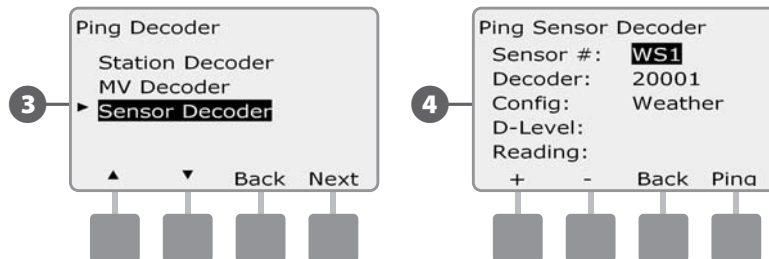 3
Ping Decoder
Station Decoder
MV Decoder
► Sensor Decoder
▲ ▼ Back Next
4
Ping Sensor Decoder
Sensor #: WS1
Decoder: 20001
Config: Weather
D-Level:
Reading:
+ - Back Ping